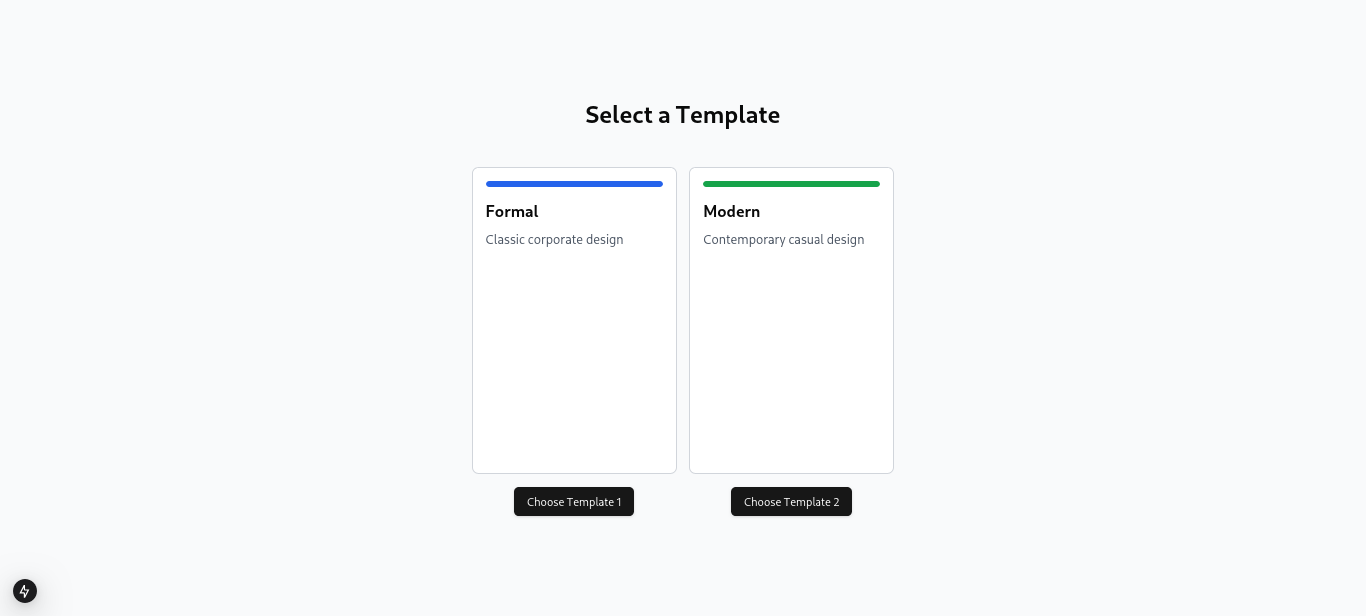 Select a Template
Formal
Classic corporate design
Modern
Contemporary casual design
Choose Template 1
Choose Template 2